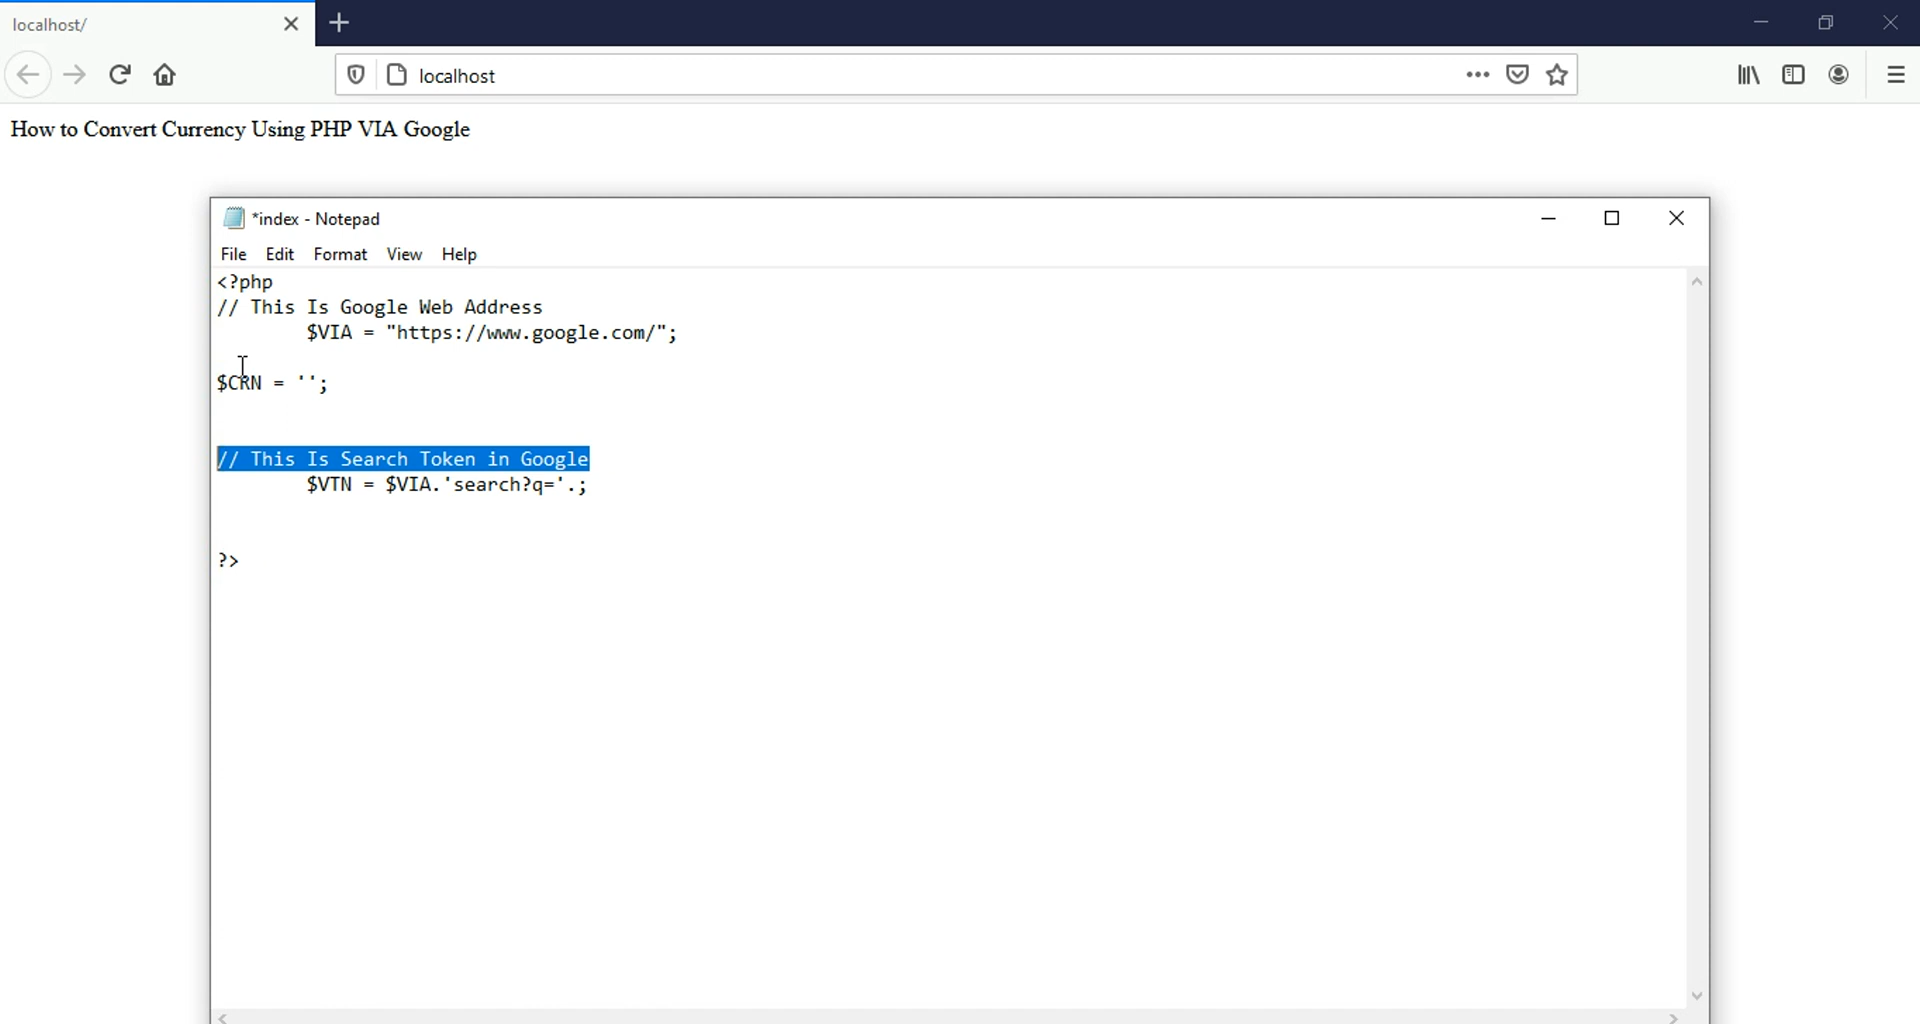 localhost/
localhost
How to Convert Currency Using PHP VIA Google
*index - Notepad
File Edit Format View Help
<?php
// This Is Google Web Address
$VIA = "https://www.google.com/";
$CRN = '';
// This Is Search Token in Google
$VTN = $VIA.'search?q='.;
?>